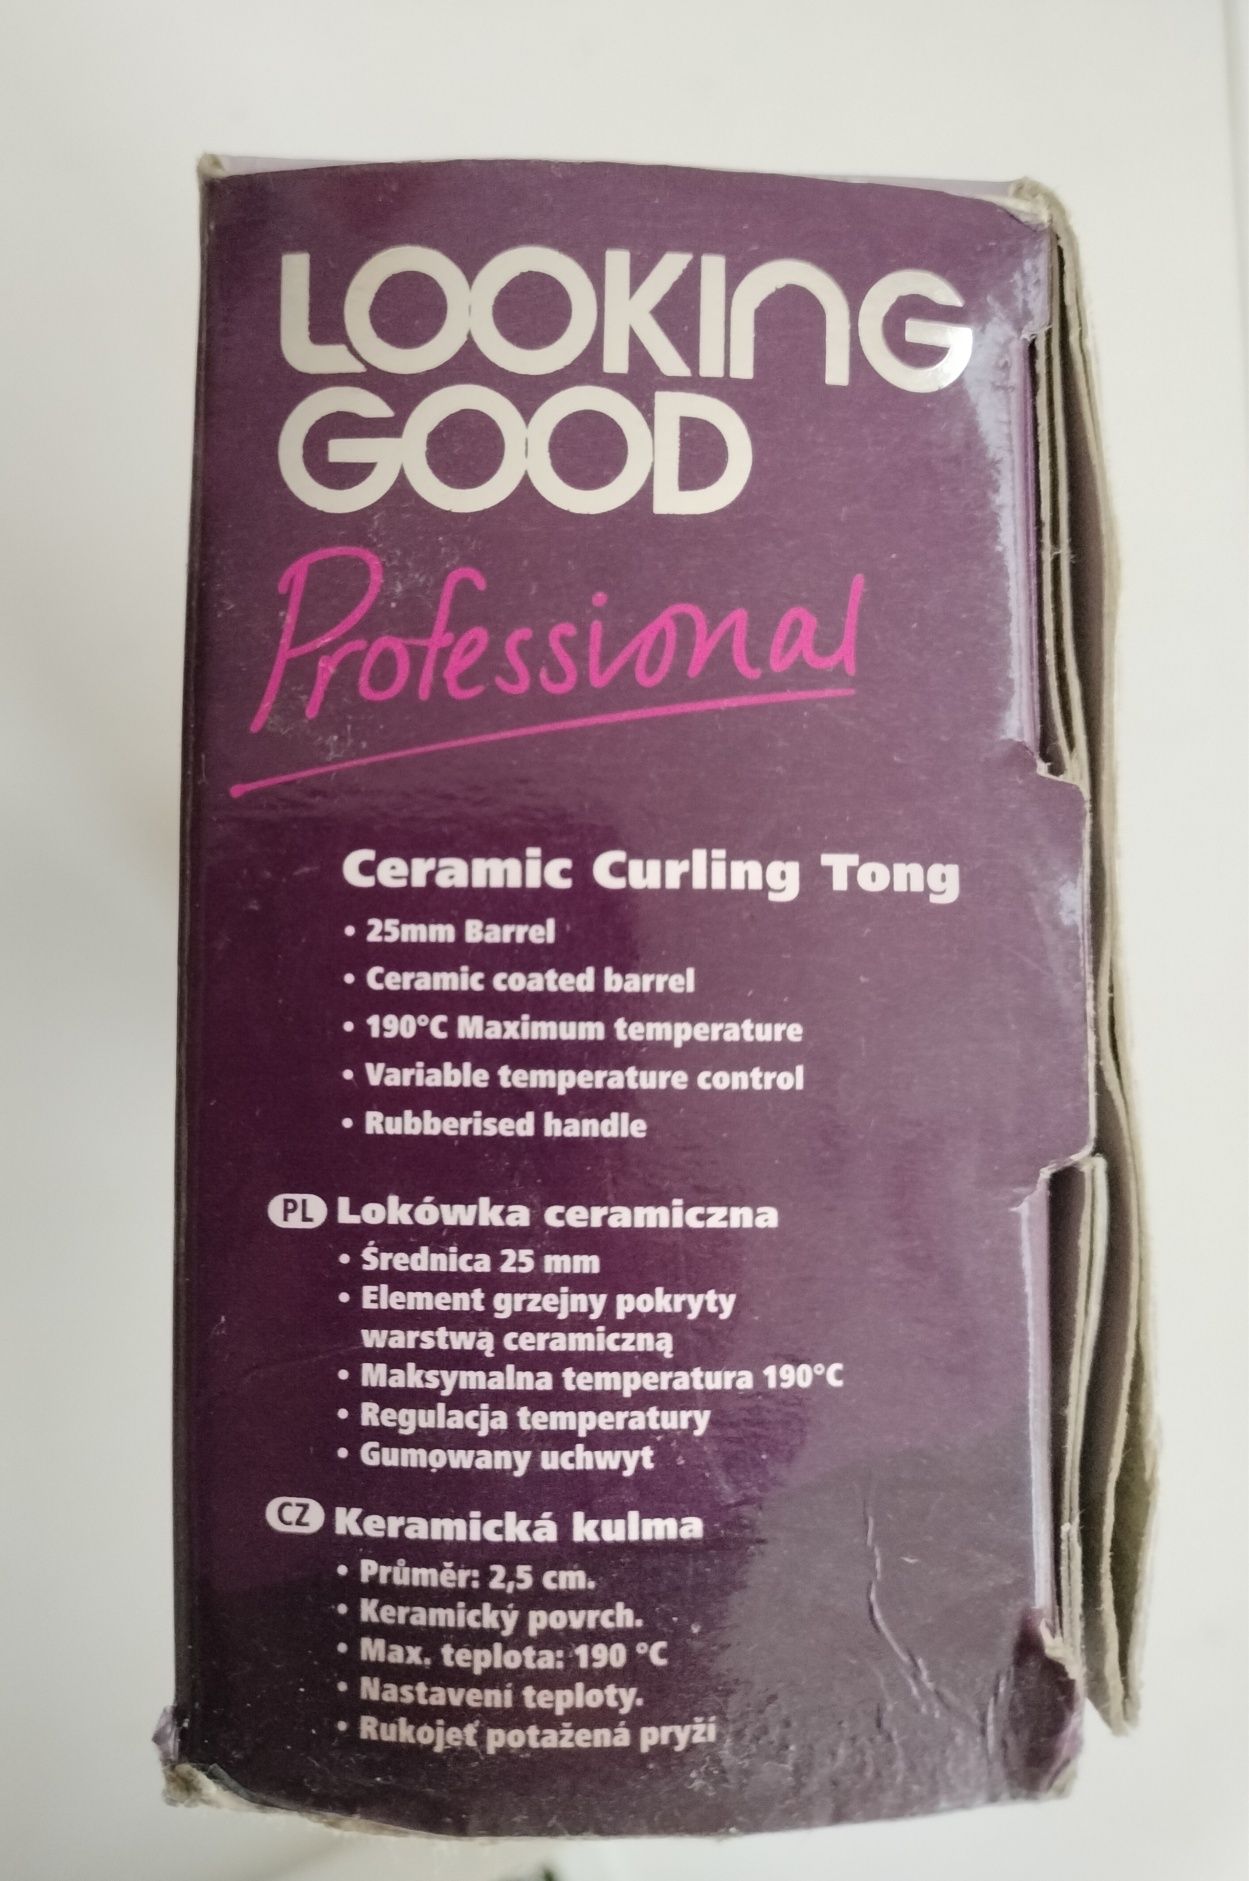 LOOKING
GOOD
Professional
Ceramic Curling Tong
• 25mm Barrel
• Ceramic coated barrel
• 190°C Maximum temperature
• Variable temperature control
• Rubberised handle
PL Lokówka ceramiczna
• Średnica 25 mm
• Element grzejny pokryty
warstwą ceramiczną
• Maksymalna temperatura 190°C
• Regulacja temperatury
• Gumowany uchwyt
CZ Keramická kulma
• Průměr: 2,5 cm.
• Keramický povrch.
• Max. teplota: 190 °C
• Nastavení teploty.
• Rukojeť potažená pryží